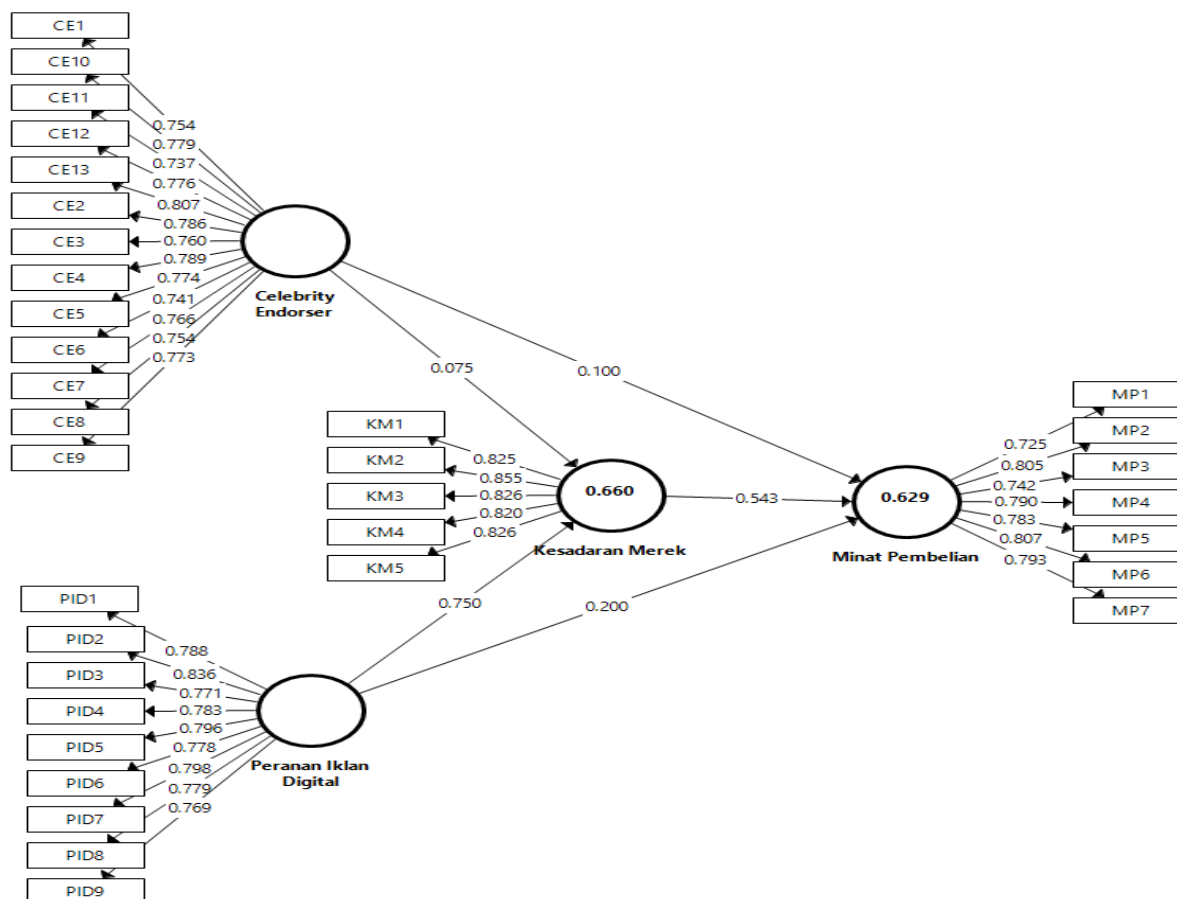 CE1
CE10
CE11
CE12
CE13
CE2
CE3
CE4
CE5
CE6
CE7
CE8
CE9
0.754
0.779
0.737
0.776
0.807
0.786
0.760
0.789
0.774
0.741
0.766
0.754
0.773
Celebrity
Endorser
0.075
0.100
KM1
KM2
KM3
KM4
KM5
0.825
0.855
0.826
0.820
0.826
0.660
Kesadaran Merek
0.543
0.629
Minat Pembelian
0.725
0.805
0.742
0.790
0.783
0.807
0.793
MP1
MP2
MP3
MP4
MP5
MP6
MP7
0.750
0.200
PID1
PID2
PID3
PID4
PID5
PID6
PID7
PID8
PID9
0.788
0.836
0.771
0.783
0.796
0.778
0.798
0.779
0.769
Peranan Iklan
Digital